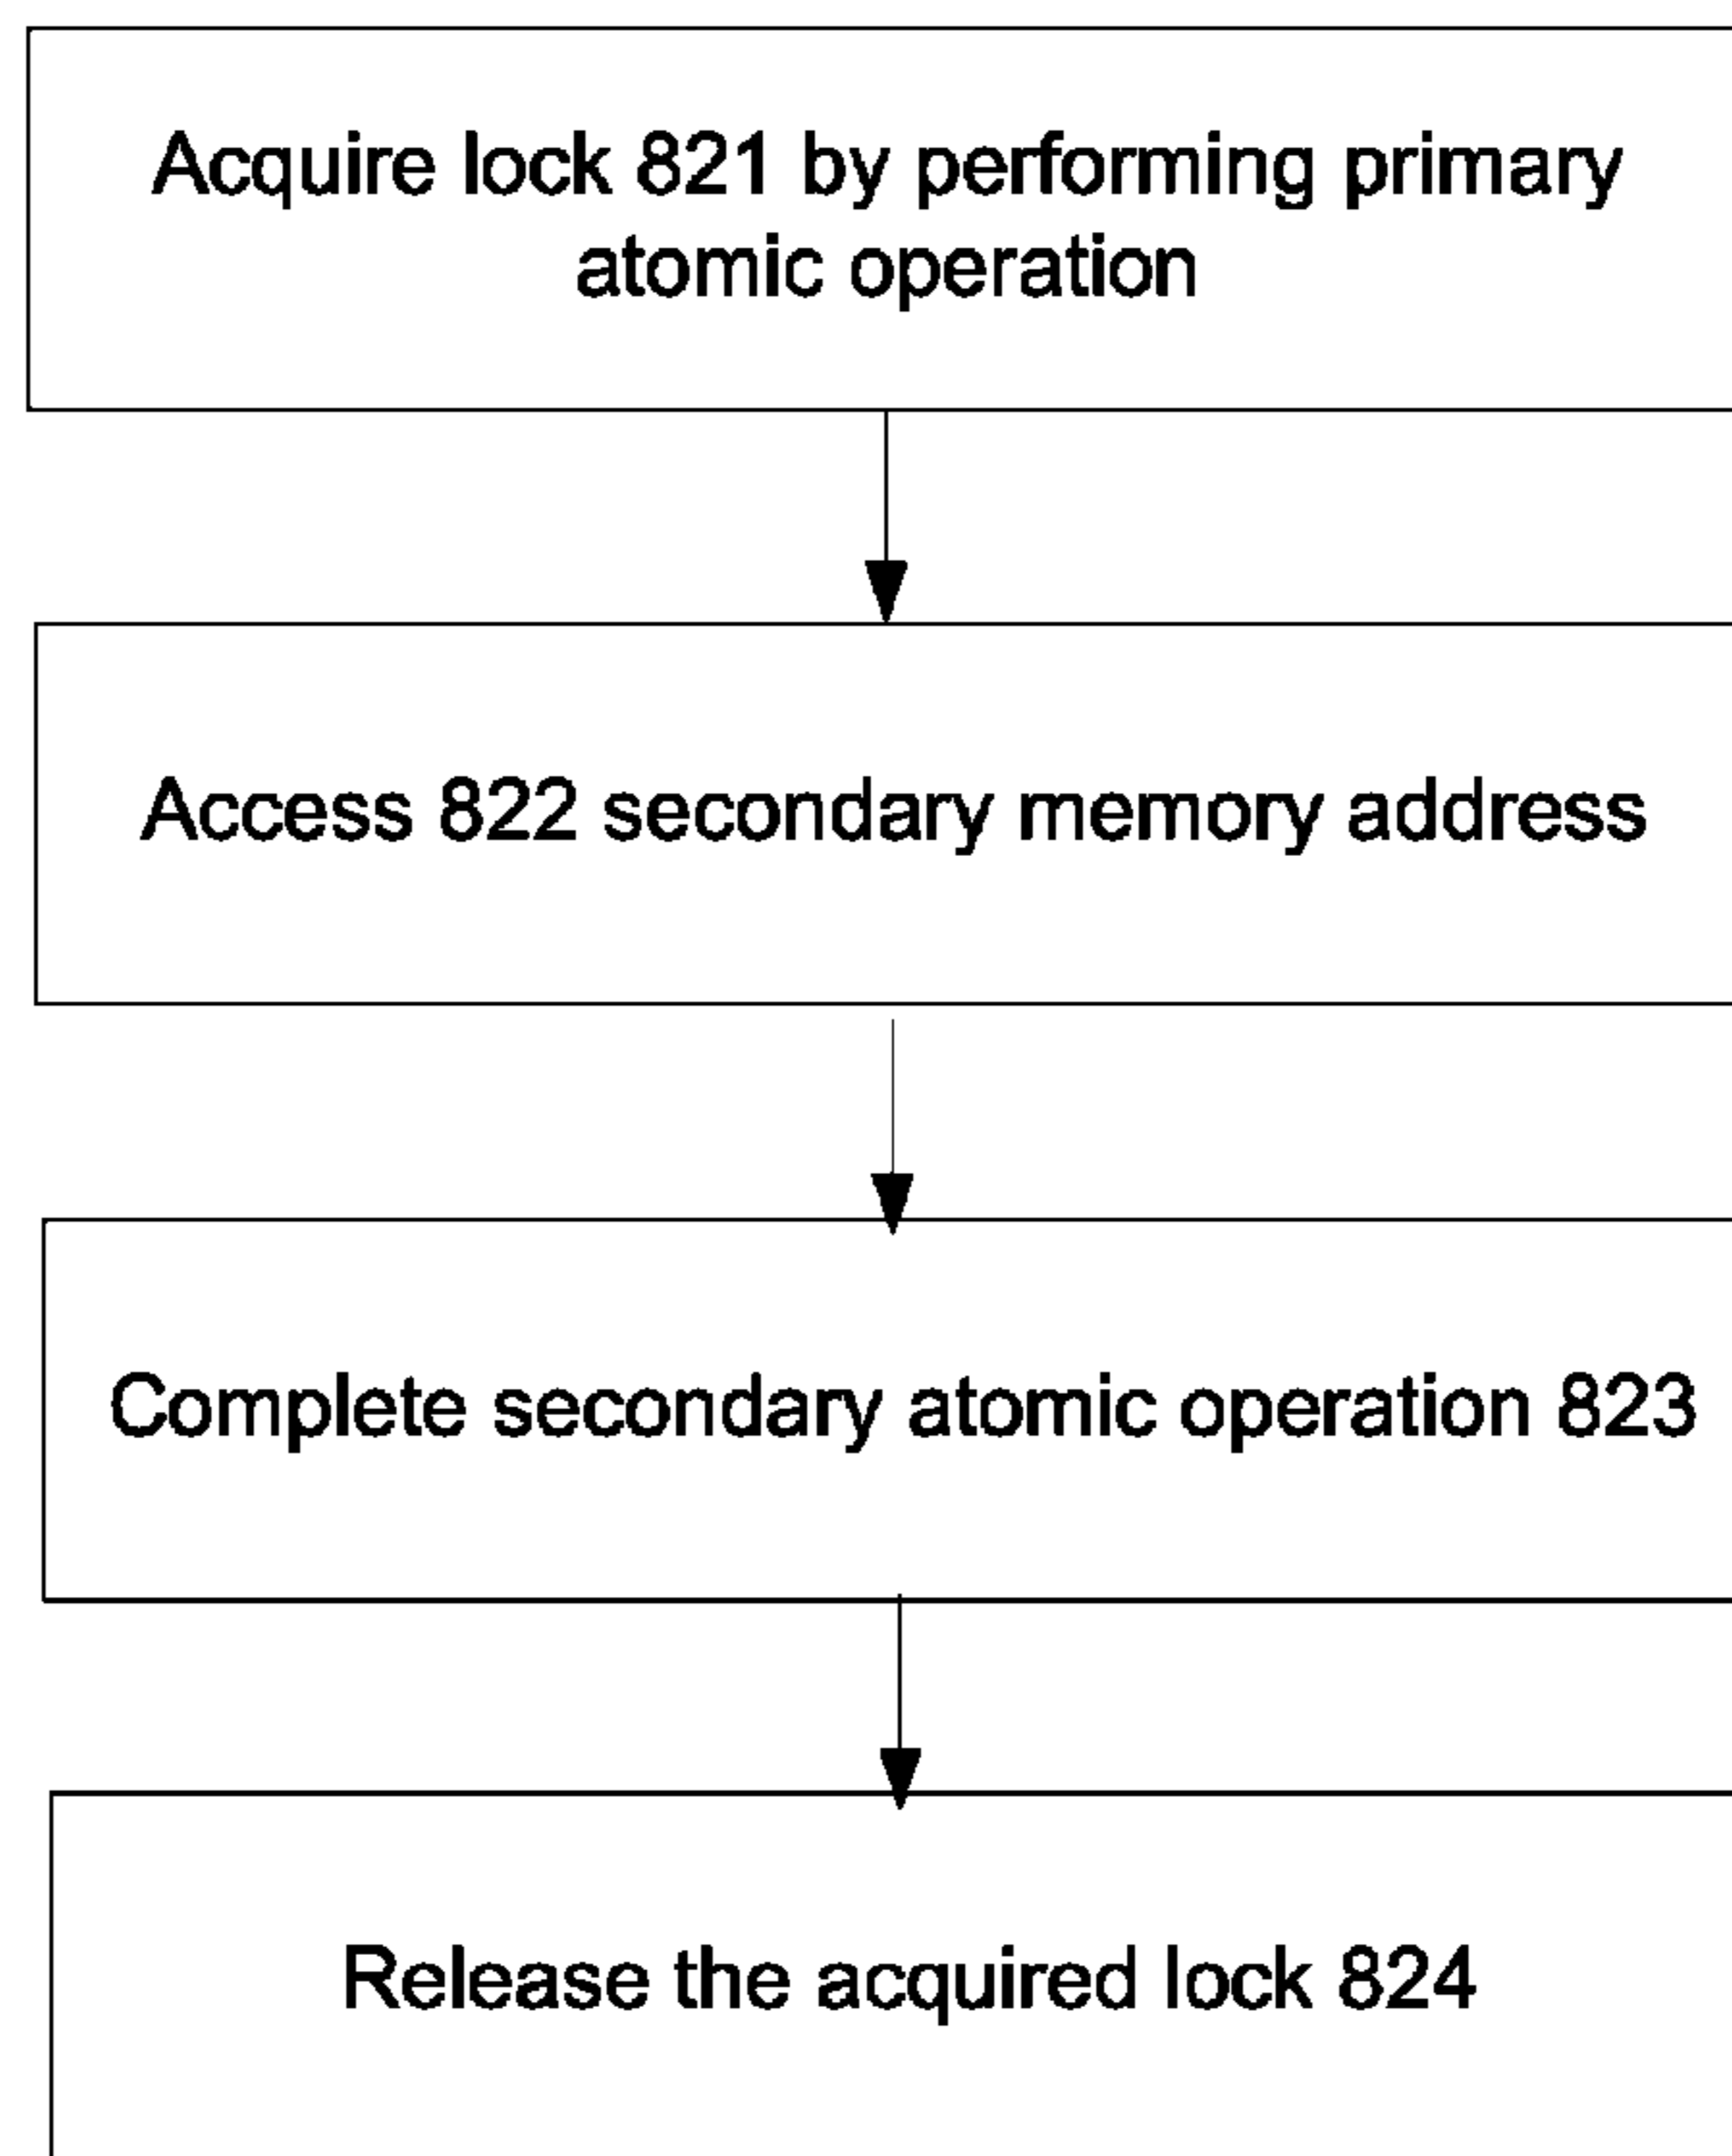 Acquire lock 821 by performing primary
atomic operation
Access 822 secondary memory address
Complete secondary atomic operation 823
Release the acquired lock 824